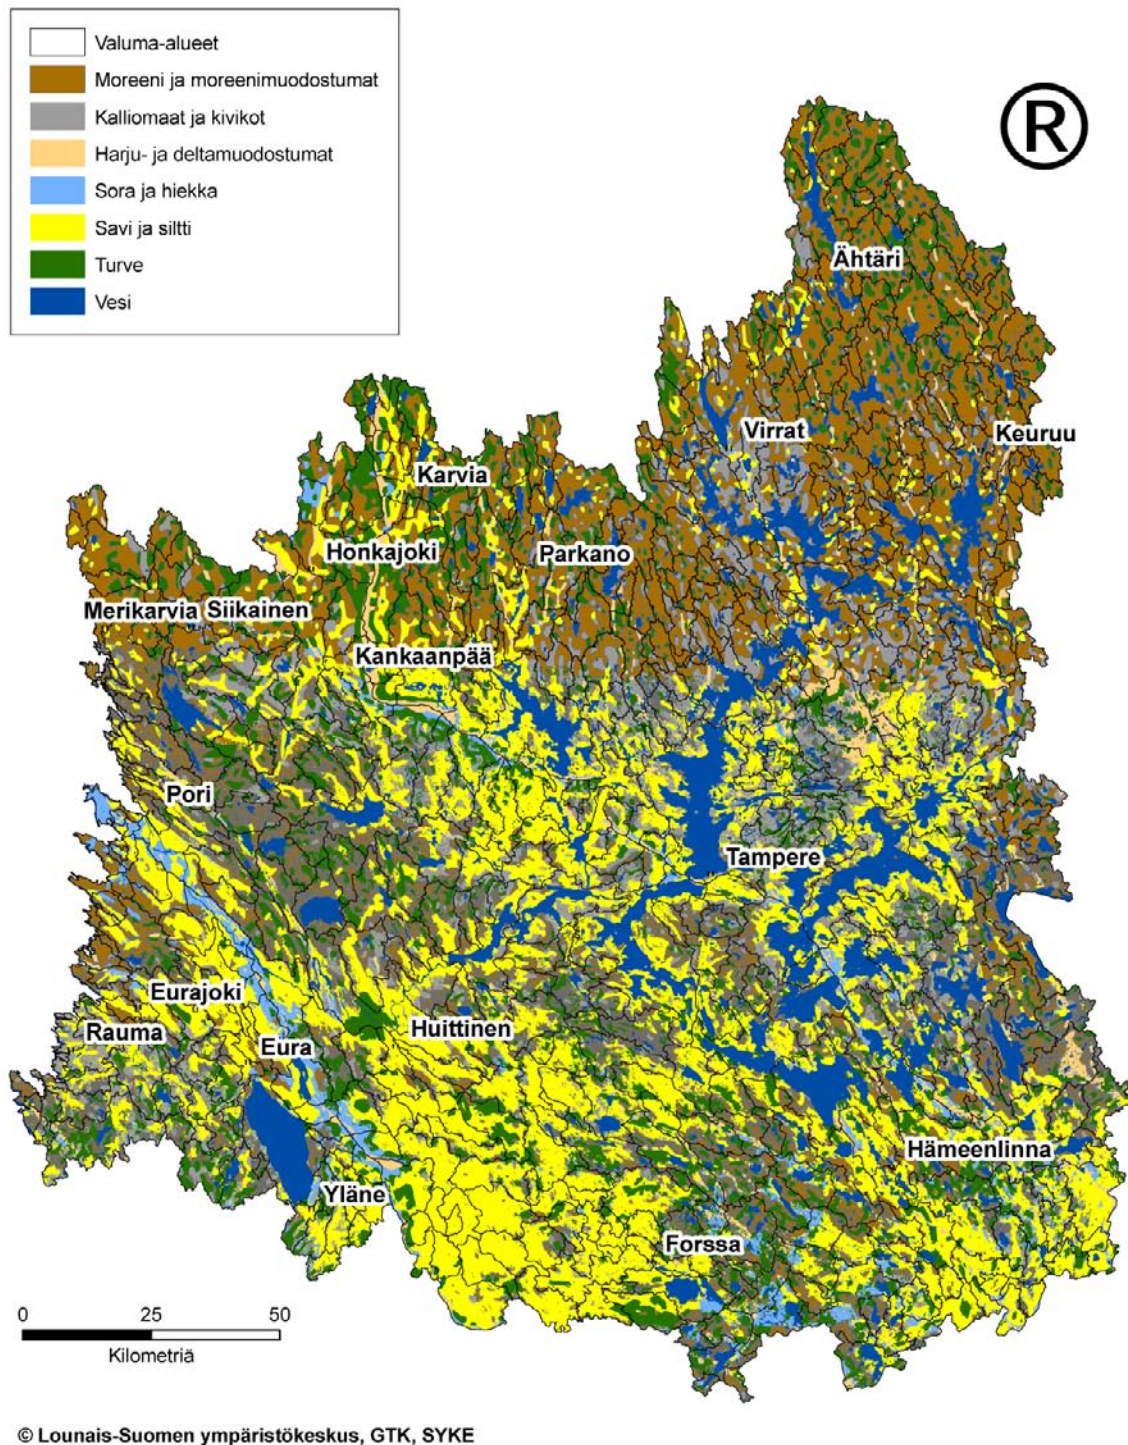 Valuma-alueet
Moreeni ja moreenimuodostumat
Kalliomaat ja kivikot
Harju- ja deltamuodostumat
Sora ja hiekka
Savi ja siltti
Turve
Vesi
®
Ähtäri
Virrat
Keuruu
Karvia
Honkajoki
Parkano
Merikarvia Siikainen
Kankaanpää
Pori
Tampere
Eurajoki
Rauma
Huittinen
Eura
Hämeenlinna
Yläne
Forssa
0 25 50
Kilometriä
© Lounais-Suomen ympäristökeskus, GTK, SYKE